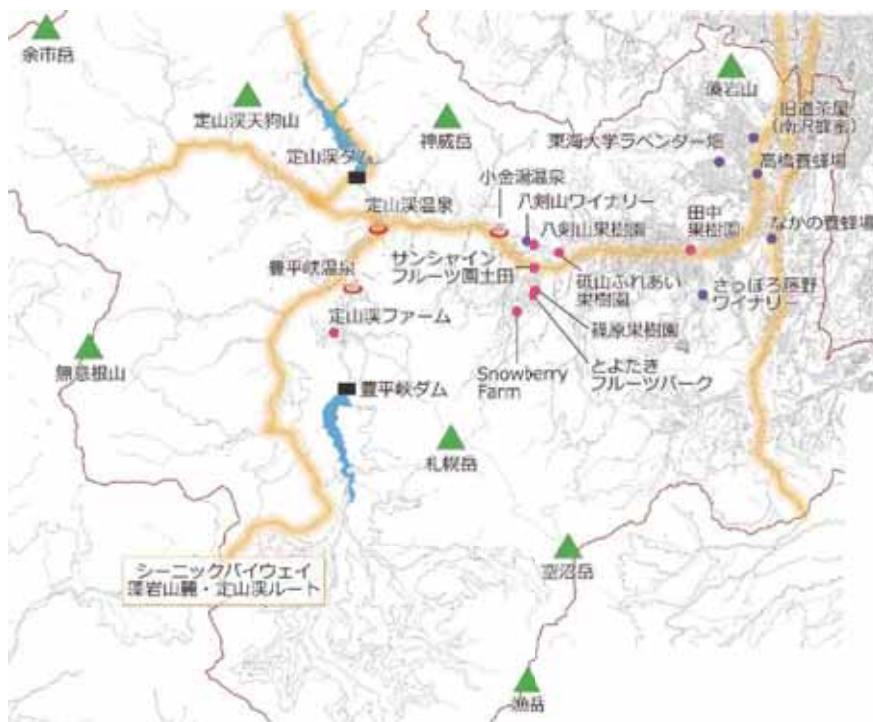 余市岳
定山渓天狗山
定山渓ダム
神威岳
藻岩山
旧道茶屋
(南沢蜂蜜)
東海大学ラベンダー畑
高橋養蜂場
小金湯温泉
八剣山ワイナリー
定山渓温泉
八剣山果樹園
田中
果樹園
なかの養蜂場
サンシャイン
フルーツ園土田
豊平峡温泉
砥山ふれあい
果樹園
さっぽろ藤野
ワイナリー
定山渓ファーム
篠原果樹園
無意根山
Snowberry
Farm
とよたき
フルーツパーク
豊平峡ダム
札幌岳
シーニックバイウェイ
藻岩山麓・定山渓ルート
空沼岳
漁岳